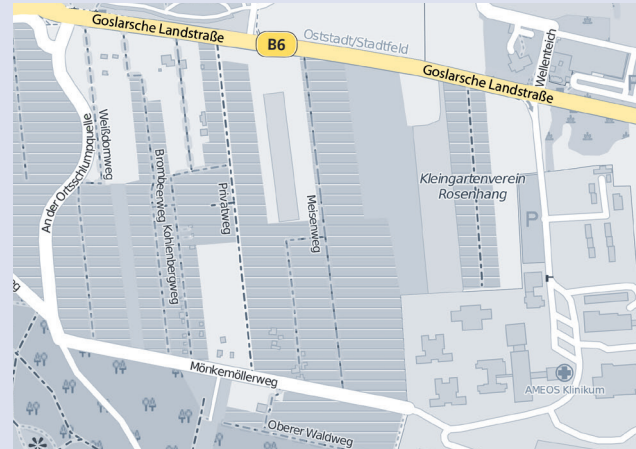 Goslarsche Landstraße
B6
Oststadt/Stadtfeld
Goslarsche Landstraße
Wellenteich
An der Ortsschlumpquelle
Weißdornweg
Brombeerweg
Kohlenbergweg
Privatweg
Meisenweg
Kleingartenverein
Rosenhang
P
Mönkemöllerweg
AMEOS Klinikum
Oberer Waldweg